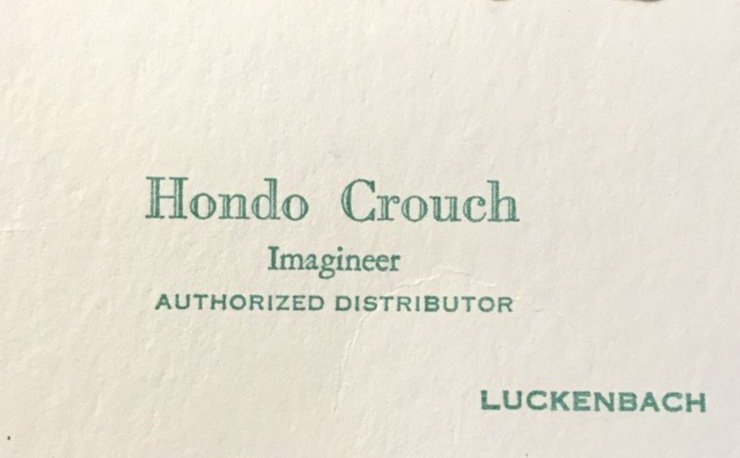 Hondo Crouch
Imagineer
AUTHORIZED DISTRIBUTOR
LUCKENBACH